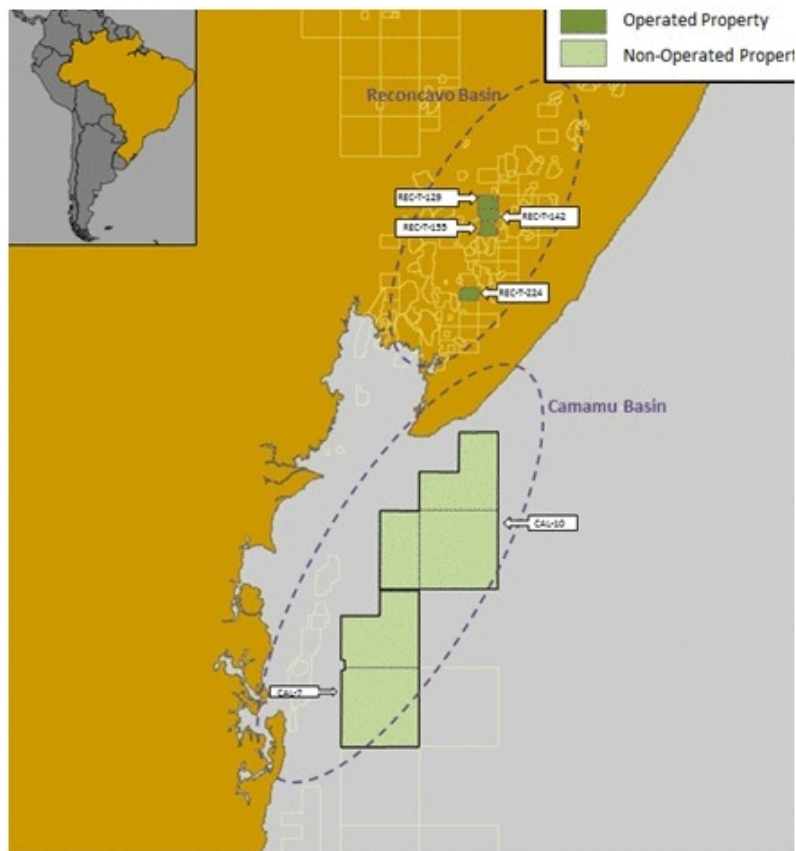 Operated Property
Non-Operated Propert
Reconcavo Basin
REC-T-129
REC-T-142
REC-T-155
REC-T-224
Camamu Basin
CAL-10
CAL-7